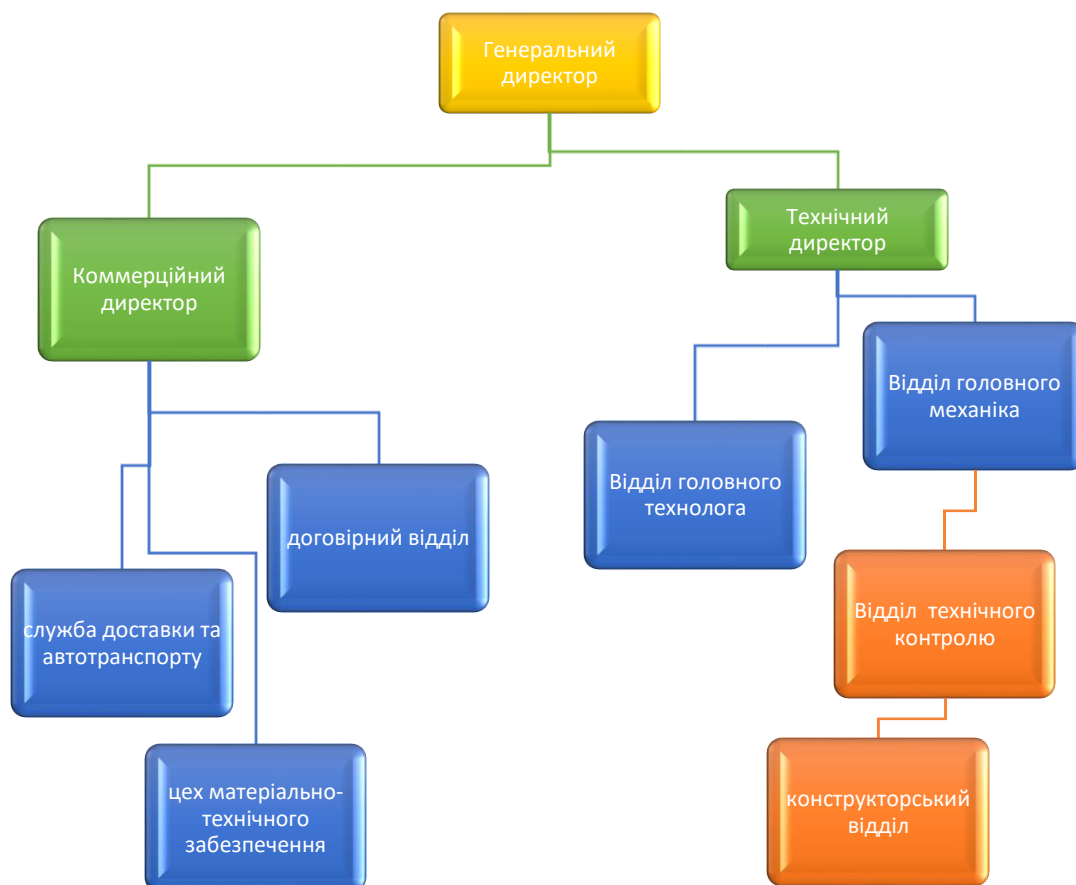 Генеральний
директор
Коммерційний
директор
Технічний
директор
Відділ головного
механіка
Відділ головного
технолога
договірний відділ
служба доставки та
автотранспорту
Відділ технічного
контролю
цех матеріально-
технічного
забезпечення
конструкторський
відділ